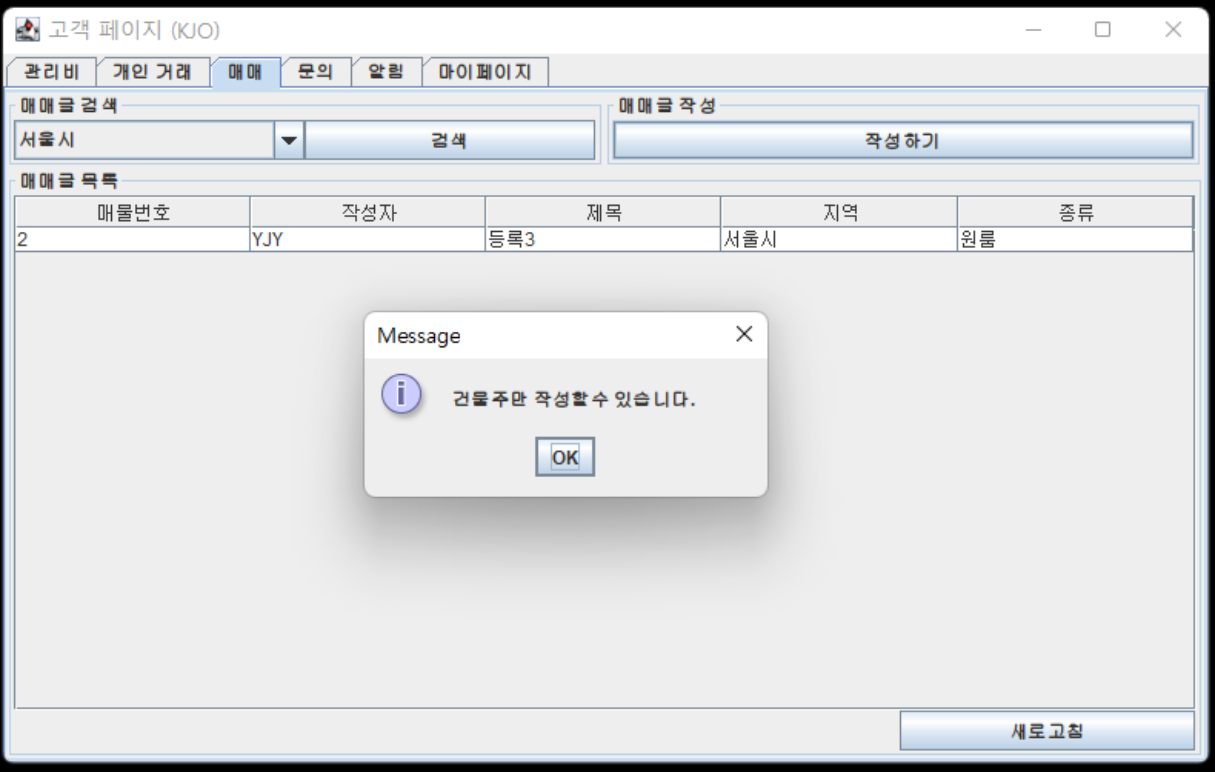 고객 페이지 (KJO)
관리비 개인 거래 매매 문의 알림 마이페이지
매매글 검색 매매글 작성
서울시 검색 작성하기
매매글 목록
매물번호 작성자 제목 지역 종류
2 YJY 등록3 서울시 원룸
Message
건물주만 작성할수 있습니다.
OK
새로고침